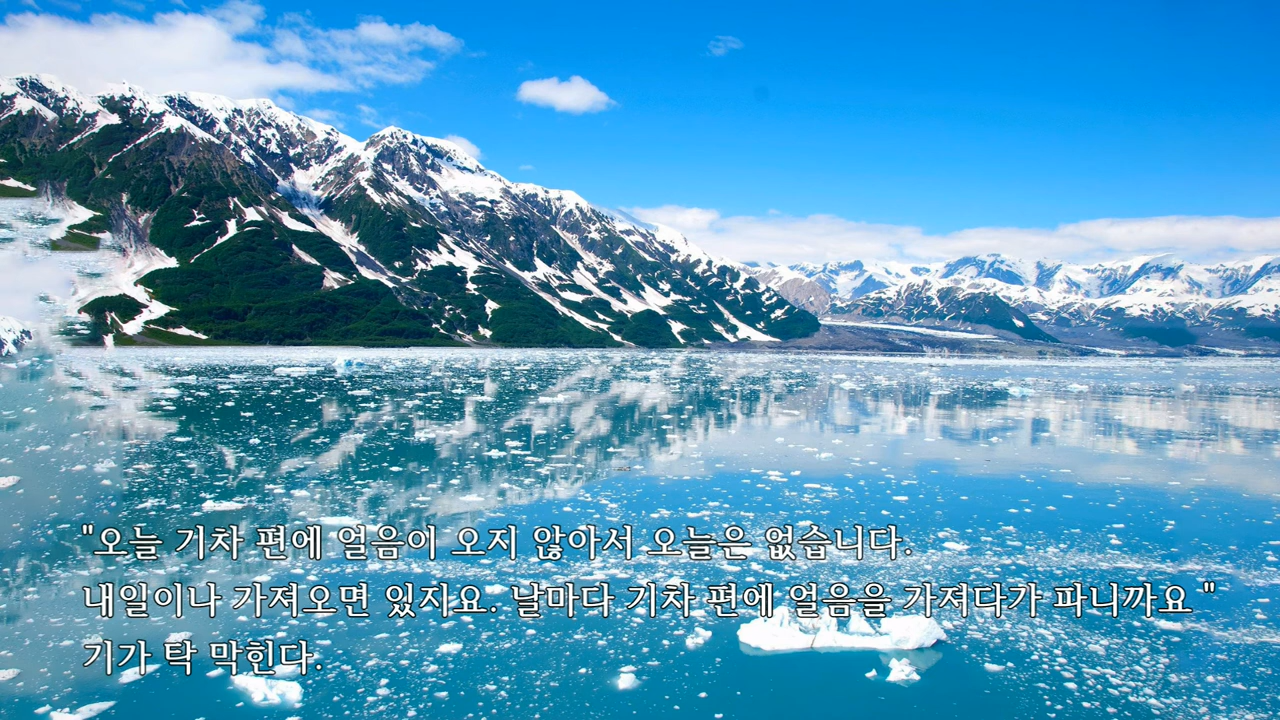 "오늘 기차 편에 얼음이 오지 않아서 오늘은 없습니다.
내일이나 가져오면 있지요. 날마다 기차 편에 얼음을 가져다가 파니까요 "
기가 탁 막힌다.